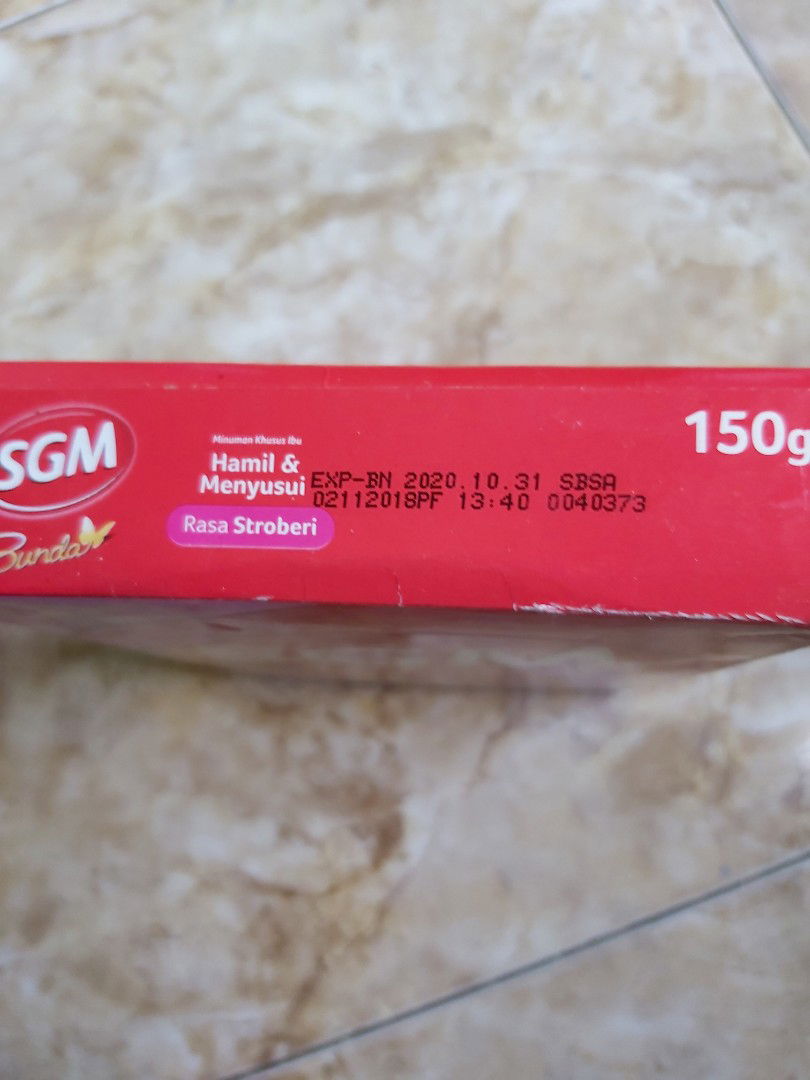 SGM
Bunda
Minuman Khusus Ibu
Hamil &
Menyusui
Rasa Stroberi
EXP-BN 2020.10.31 SBSA
02112018PF 13:40 0040373
150g